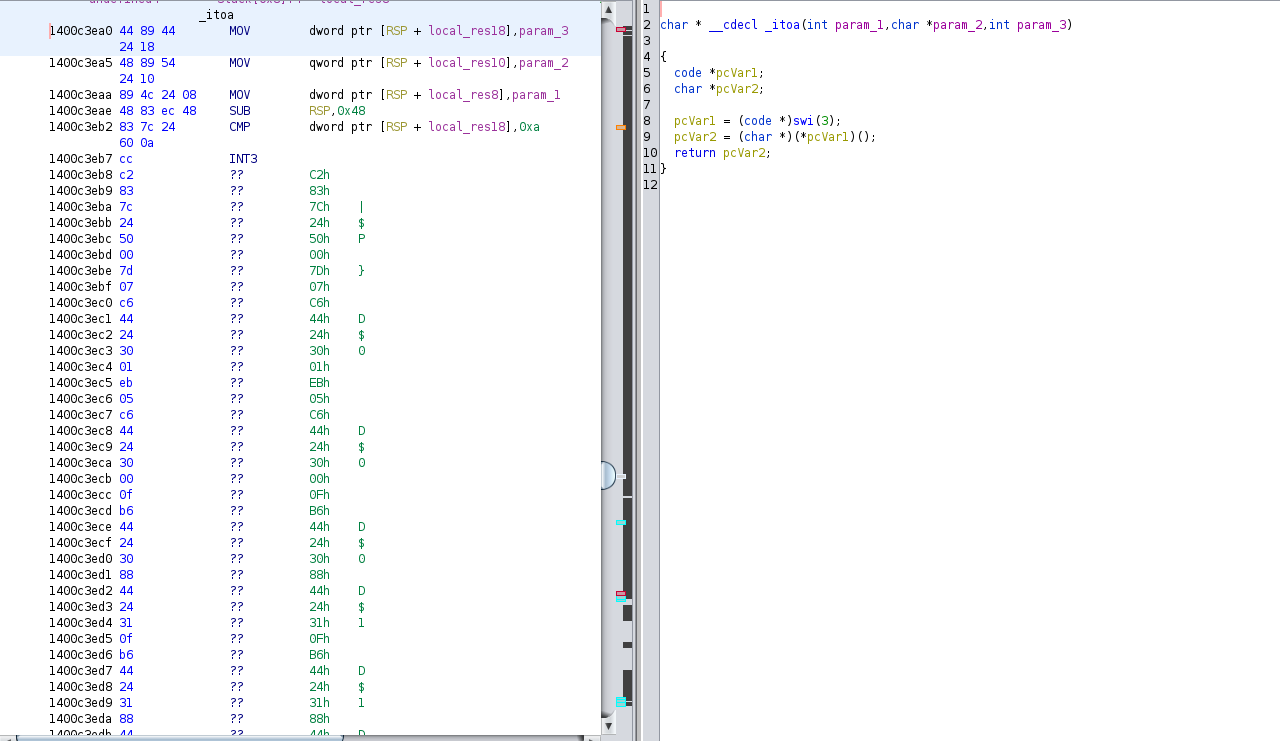 _itoa
1400c3ea0 44 89 44 MOV dword ptr [RSP + local_res18],param_3
24 18
1400c3ea5 48 89 54 MOV qword ptr [RSP + local_res10],param_2
24 10
1400c3eaa 89 4c 24 08 MOV dword ptr [RSP + local_res8],param_1
1400c3eae 48 83 ec 48 SUB RSP,0x48
1400c3eb2 83 7c 24 CMP dword ptr [RSP + local_res18],0xa
60 0a
1400c3eb7 cc INT3
1400c3eb8 c2 ?? C2h
1400c3eb9 83 ?? 83h
1400c3eba 7c ?? 7Ch |
1400c3ebb 24 ?? 24h $
1400c3ebc 50 ?? 50h P
1400c3ebd 00 ?? 00h
1400c3ebe 7d ?? 7Dh }
1400c3ebf 07 ?? 07h
1400c3ec0 c6 ?? C6h
1400c3ec1 44 ?? 44h D
1400c3ec2 24 ?? 24h $
1400c3ec3 30 ?? 30h 0
1400c3ec4 01 ?? 01h
1400c3ec5 eb ?? EBh
1400c3ec6 05 ?? 05h
1400c3ec7 c6 ?? C6h
1400c3ec8 44 ?? 44h D
1400c3ec9 24 ?? 24h $
1400c3eca 30 ?? 30h 0
1400c3ecb 00 ?? 00h
1400c3ecc 0f ?? 0Fh
1400c3ecd b6 ?? B6h
1400c3ece 44 ?? 44h D
1400c3ecf 24 ?? 24h $
1400c3ed0 30 ?? 30h 0
1400c3ed1 88 ?? 88h
1400c3ed2 44 ?? 44h D
1400c3ed3 24 ?? 24h $
1400c3ed4 31 ?? 31h 1
1400c3ed5 0f ?? 0Fh
1400c3ed6 b6 ?? B6h
1400c3ed7 44 ?? 44h D
1400c3ed8 24 ?? 24h $
1400c3ed9 31 ?? 31h 1
1400c3eda 88 ?? 88h
1400c3edb 44 ?? 44h D
1
2 char * __cdecl _itoa(int param_1,char *param_2,int param_3)
3
4 {
5 code *pcVar1;
6 char *pcVar2;
7
8 pcVar1 = (code *)swi(3);
9 pcVar2 = (char *)(*pcVar1)();
10 return pcVar2;
11 }
12